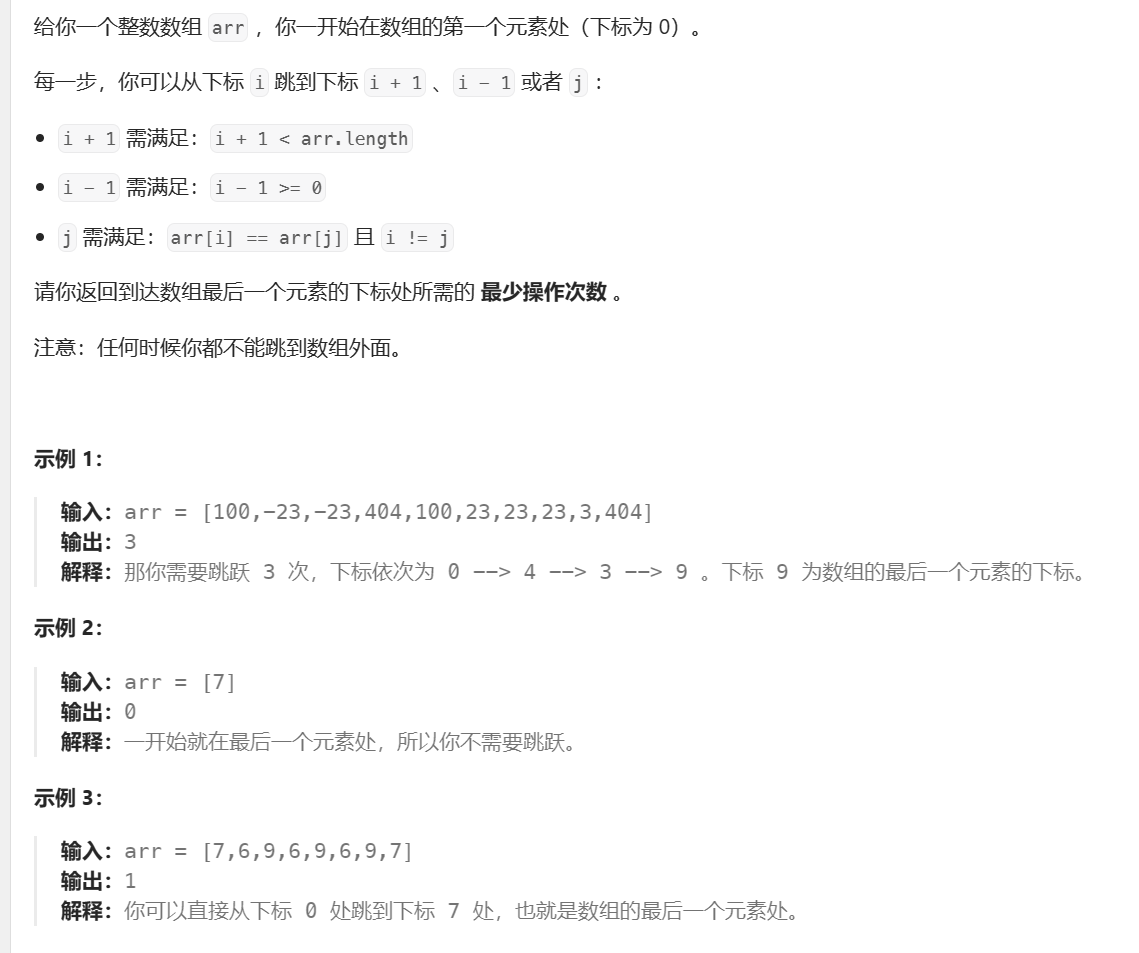 给你一个整数数组 arr ，你一开始在数组的第一个元素处（下标为 0）。
每一步，你可以从下标 i 跳到下标 i + 1 、i - 1 或者 j ：
• i + 1 需满足：i + 1 < arr.length
• i - 1 需满足：i - 1 >= 0
• j 需满足：arr[i] == arr[j] 且 i != j
请你返回到达数组最后一个元素的下标处所需的 最少操作次数 。
注意：任何时候你都不能跳到数组外面。
示例 1：
输入：arr = [100,-23,-23,404,100,23,23,23,3,404]
输出：3
解释：那你需要跳跃 3 次，下标依次为 0 --> 4 --> 3 --> 9 。下标 9 为数组的最后一个元素的下标。
示例 2：
输入：arr = [7]
输出：0
解释：一开始就在最后一个元素处，所以你不需要跳跃。
示例 3：
输入：arr = [7,6,9,6,9,6,9,7]
输出：1
解释：你可以直接从下标 0 处跳到下标 7 处，也就是数组的最后一个元素处。